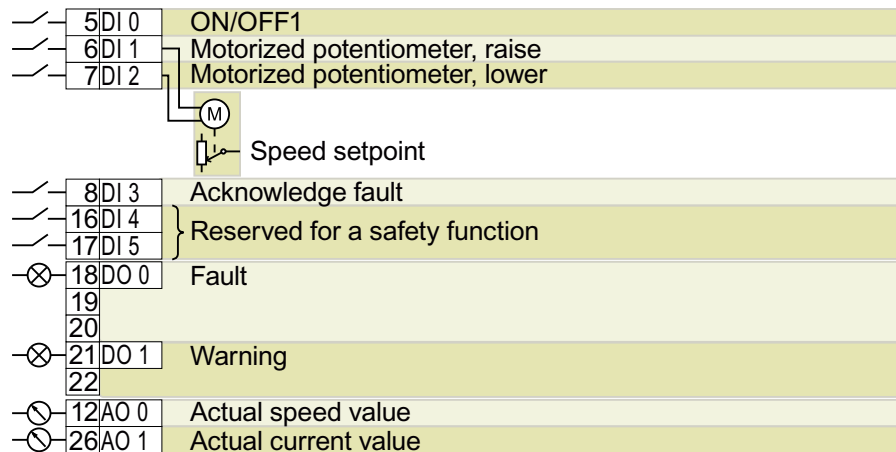 5 DI 0 ON/OFF1
6 DI 1 Motorized potentiometer, raise
7 DI 2 Motorized potentiometer, lower
M
Speed setpoint
8 DI 3 Acknowledge fault
16 DI 4
Reserved for a safety function
17 DI 5
18 DO 0 Fault
19
20
21 DO 1 Warning
22
12 AO 0 Actual speed value
26 AO 1 Actual current value